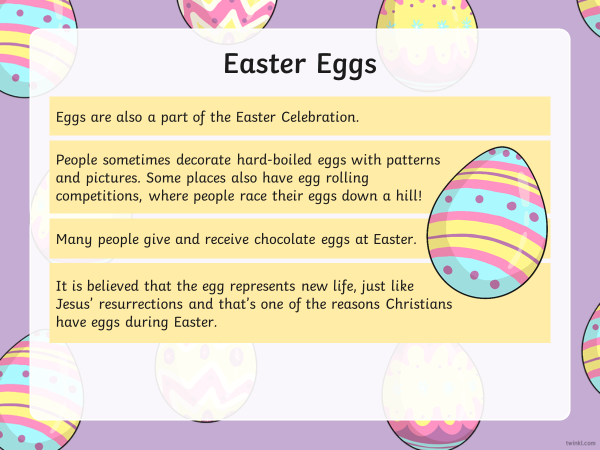 Easter Eggs
Eggs are also a part of the Easter Celebration.
People sometimes decorate hard-boiled eggs with patterns
and pictures. Some places also have egg rolling
competitions, where people race their eggs down a hill!
Many people give and receive chocolate eggs at Easter.
It is believed that the egg represents new life, just like
Jesus' resurrections and that's one of the reasons Christians
have eggs during Easter.
twinkl.com